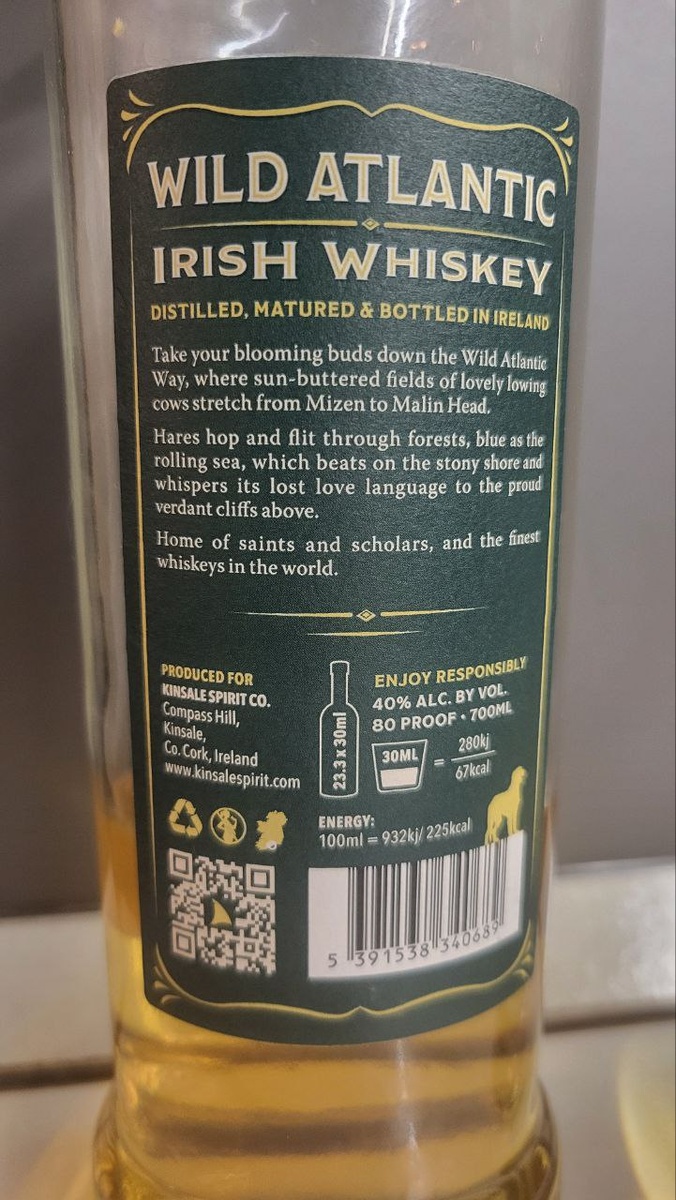 WILD ATLANTIC
IRISH WHISKEY
DISTILLED, MATURED & BOTTLED IN IRELAND
Take your blooming buds down the Wild Atlantic
Way, where sun-buttered fields of lovely lowing
cows stretch from Mizen to Malin Head.
Hares hop and flit through forests, blue as the
rolling sea, which beats on the stony shore and
whispers its lost love language to the proud
verdant cliffs above.
Home of saints and scholars, and the finest
whiskeys in the world.
PRODUCED FOR
KINSALE SPIRIT CO.
Compass Hill,
Kinsale,
Co. Cork, Ireland
www.kinsalespirit.com
23.3 x 30ml
ENJOY RESPONSIBLY
40% ALC. BY VOL.
80 PROOF • 700ML
30ML = 280kj
67kcal
ENERGY:
100ml = 932kj/ 225kcal
5 391538 340689